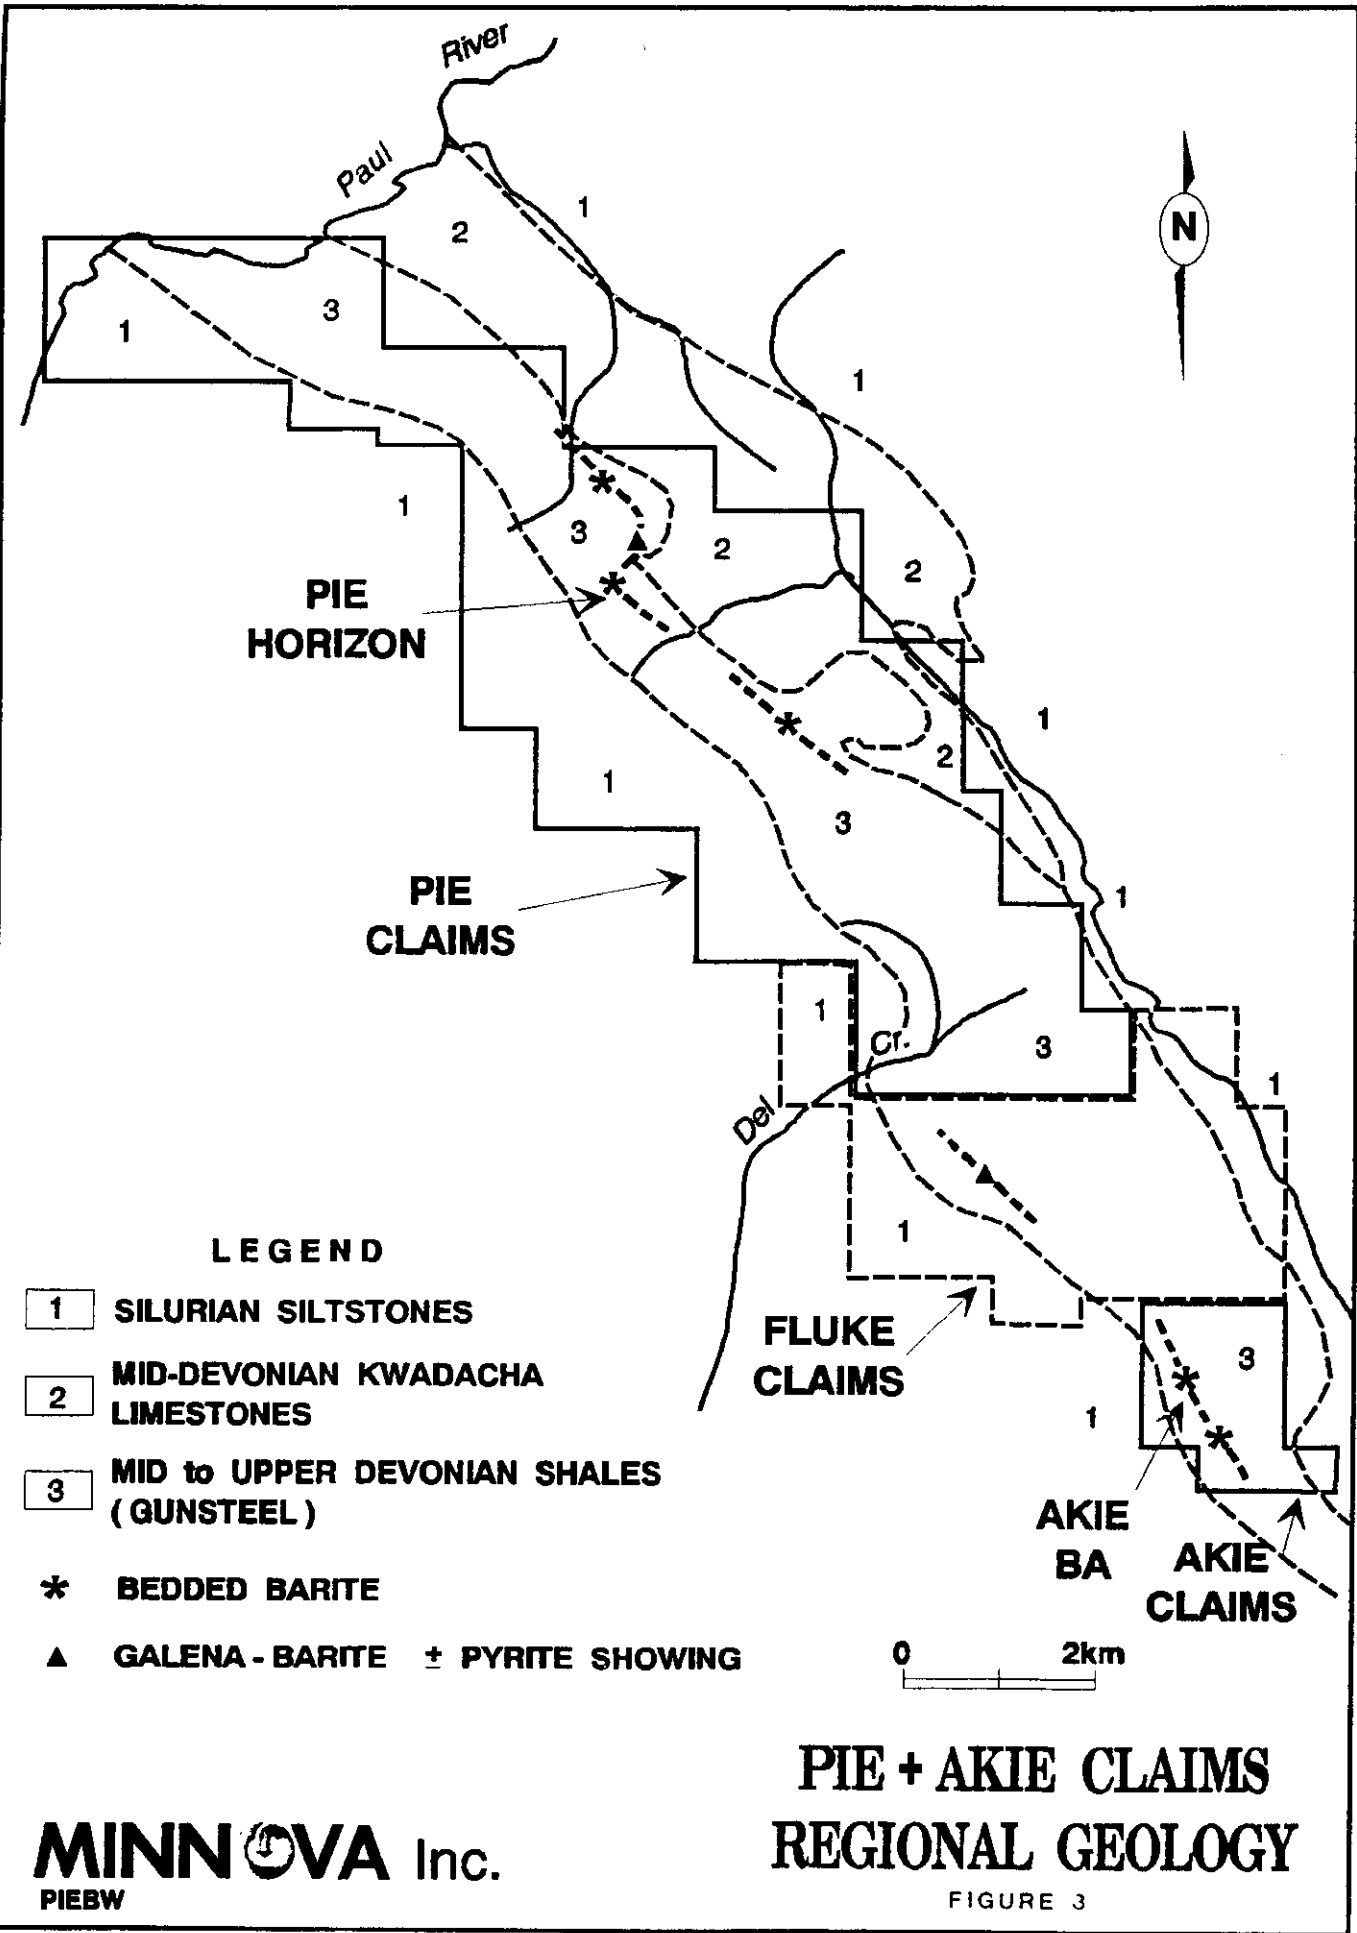 River
Paul
1
2
N
3
1
1
1
3
2
2
PIE
HORIZON
1
2
1
3
PIE
CLAIMS
1
1
Cr.
3
1
Del
1
LEGEND
1 SILURIAN SILTSTONES
2 MID-DEVONIAN KWADACHA
LIMESTONES
3 MID to UPPER DEVONIAN SHALES
(GUNSTEEL)
* BEDDED BARITE
▲ GALENA - BARITE ± PYRITE SHOWING
FLUKE
CLAIMS
3
1
AKIE
BA
AKIE
CLAIMS
0 2km
PIE + AKIE CLAIMS
REGIONAL GEOLOGY
FIGURE 3
MINNOVA Inc.
PIEBW